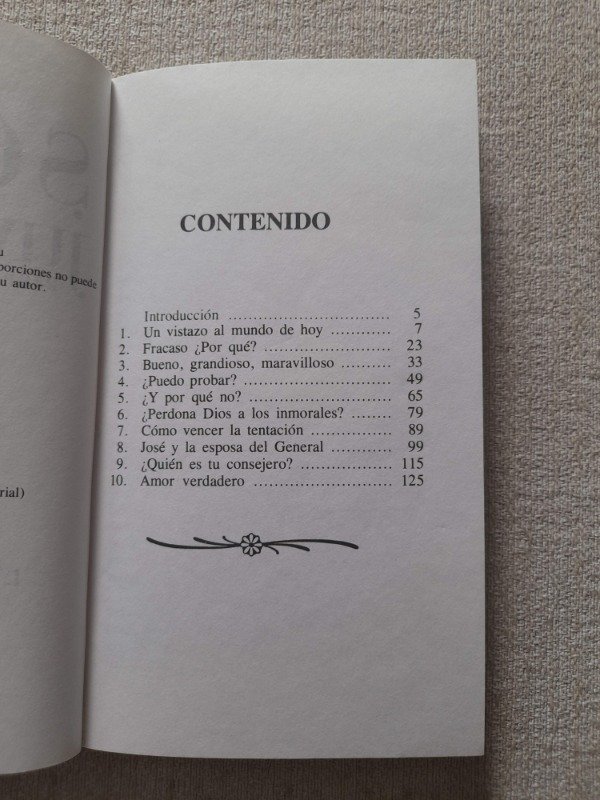 porciones no puede
u autor.
rial)
CONTENIDO
Introducción ................................ 5
1. Un vistazo al mundo de hoy ................ 7
2. Fracaso ¿Por qué? ........................ 23
3. Bueno, grandioso, maravilloso ............ 33
4. ¿Puedo probar? ........................... 49
5. ¿Y por qué no? ........................... 65
6. ¿Perdona Dios a los inmorales? ........... 79
7. Cómo vencer la tentación ................. 89
8. José y la esposa del General ............. 99
9. ¿Quién es tu consejero? .................. 115
10. Amor verdadero .......................... 125